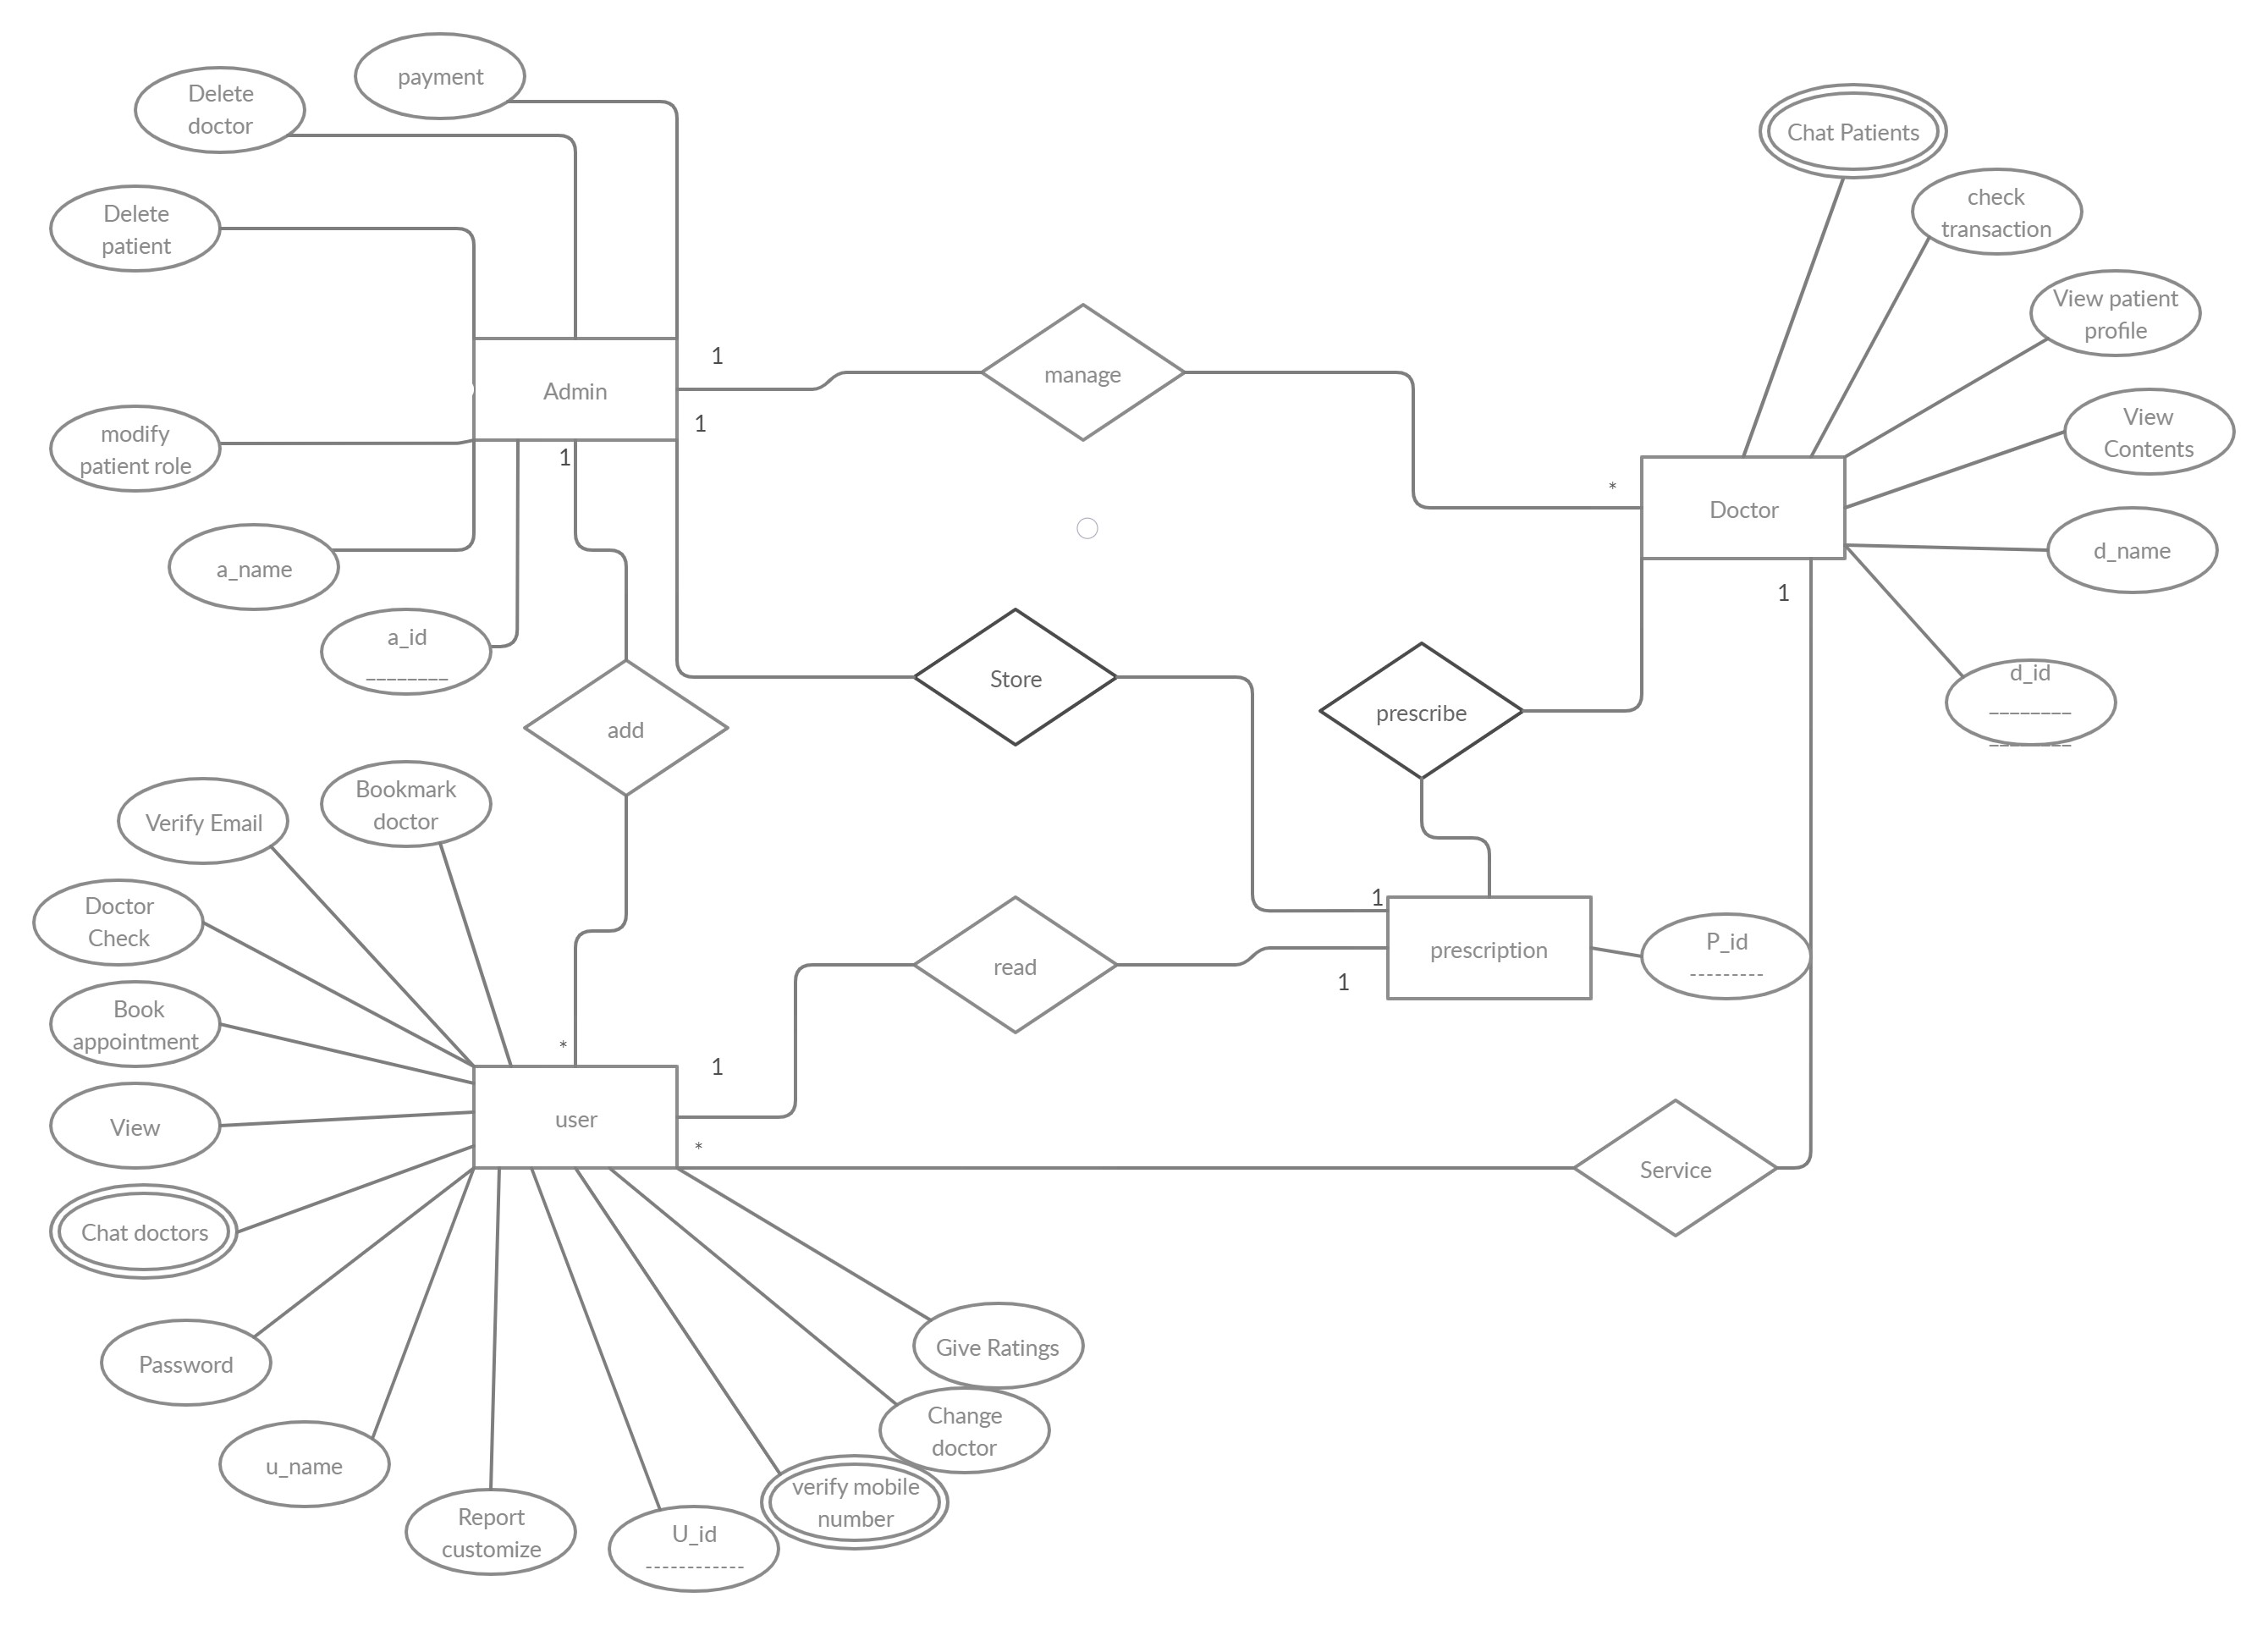 payment
Delete
doctor
Chat Patients
check
transaction
Delete
patient
View patient
profile
1
manage
Admin
1
View
Contents
modify
patient role
1
*
Doctor
d_name
a_name
1
a_id
________
Store
prescribe
d_id
________
________
add
Bookmark
doctor
Verify Email
Doctor
Check
1
prescription
P_id
---------
read
1
Book
appointment
*
1
View
user
*
Service
Chat doctors
Give Ratings
Password
Change
doctor
u_name
verify mobile
number
Report
customize
U_id
------------